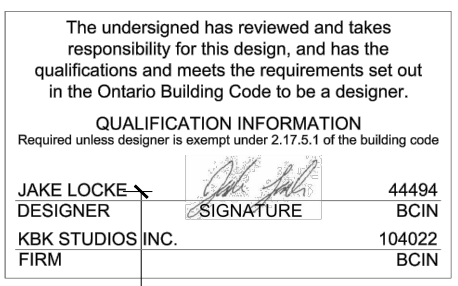 The undersigned has reviewed and takes
responsibility for this design, and has the
qualifications and meets the requirements set out
in the Ontario Building Code to be a designer.
QUALIFICATION INFORMATION
Required unless designer is exempt under 2.17.5.1 of the building code
JAKE LOCKE Jake Locke 44494
DESIGNER SIGNATURE BCIN
KBK STUDIOS INC. 104022
FIRM BCIN